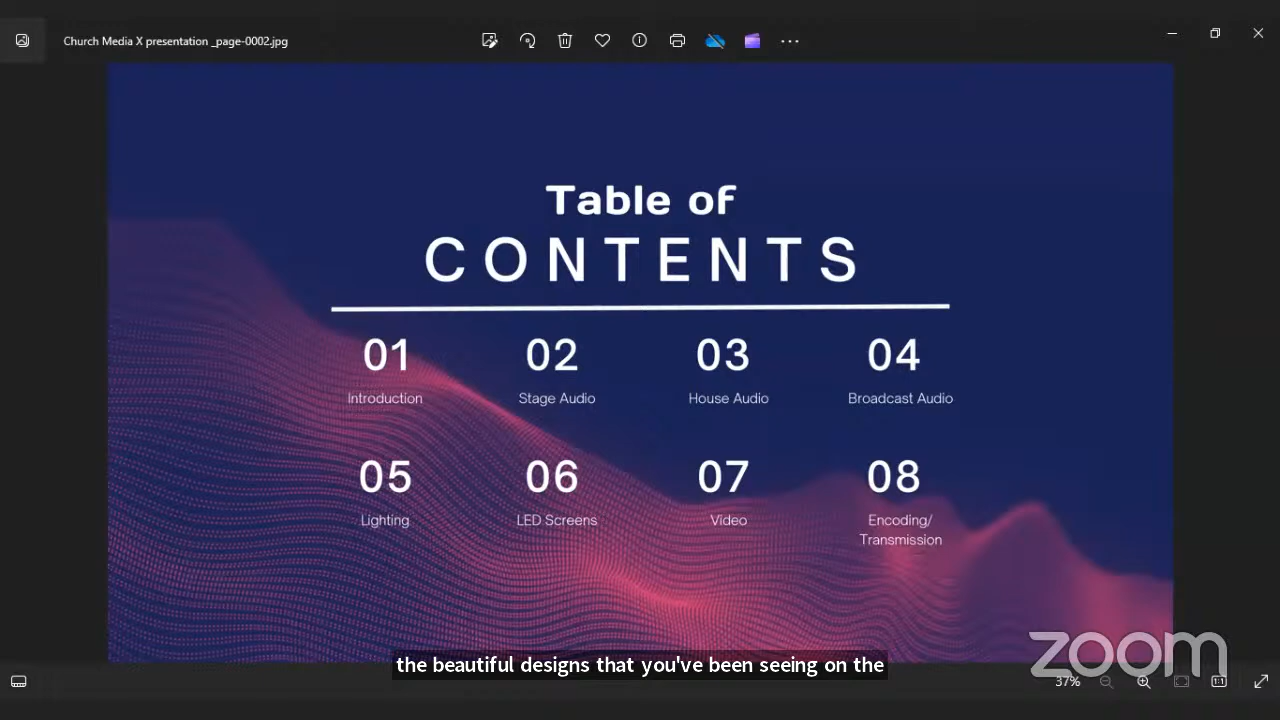 Church Media X presentation _page-0002.jpg
Table of
CONTENTS
01 02 03 04
Introduction Stage Audio House Audio Broadcast Audio
05 06 07 08
Lighting LED Screens Video Encoding/
Transmission
the beautiful designs that you've been seeing on the
zoom
37%
1:1